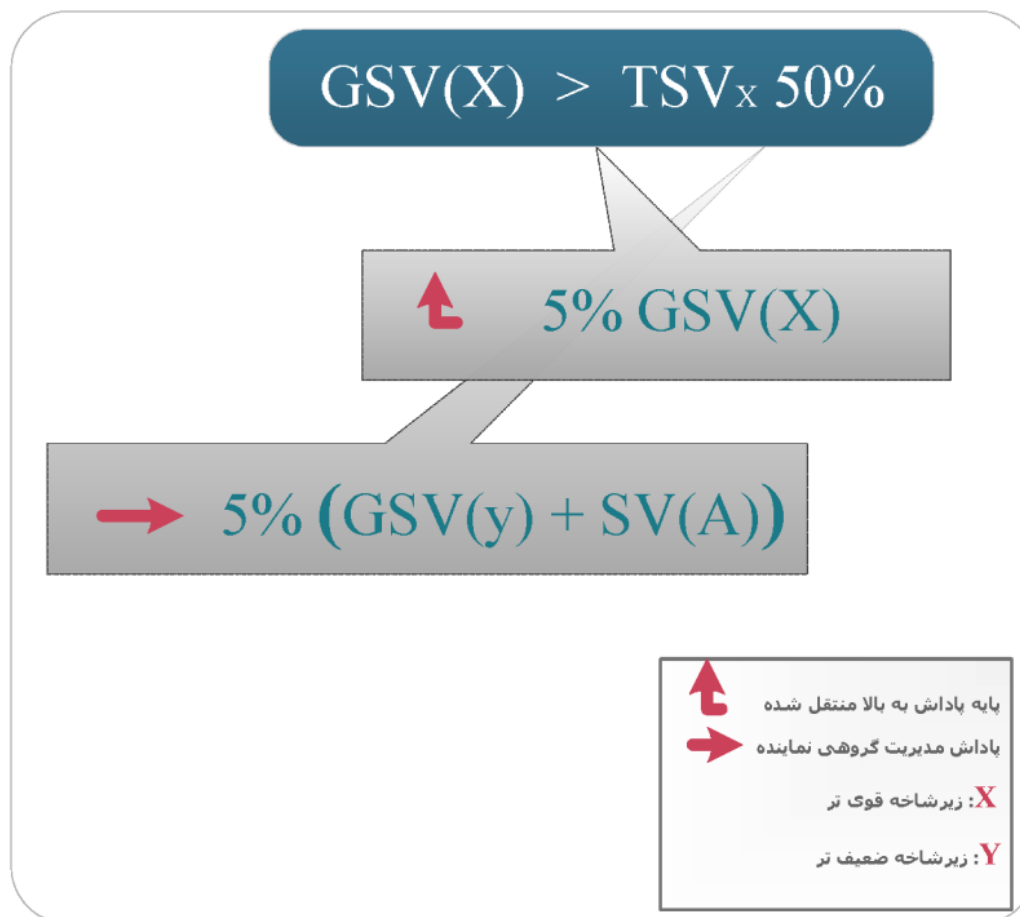 GSV(X) > TSVx 50%
5% GSV(X)
5% (GSV(y) + SV(A))
پایه پاداش به بالا منتقل شده
پاداش مدیریت گروهی نماینده
X: زیرشاخه قوی تر
Y: زیرشاخه ضعیف تر